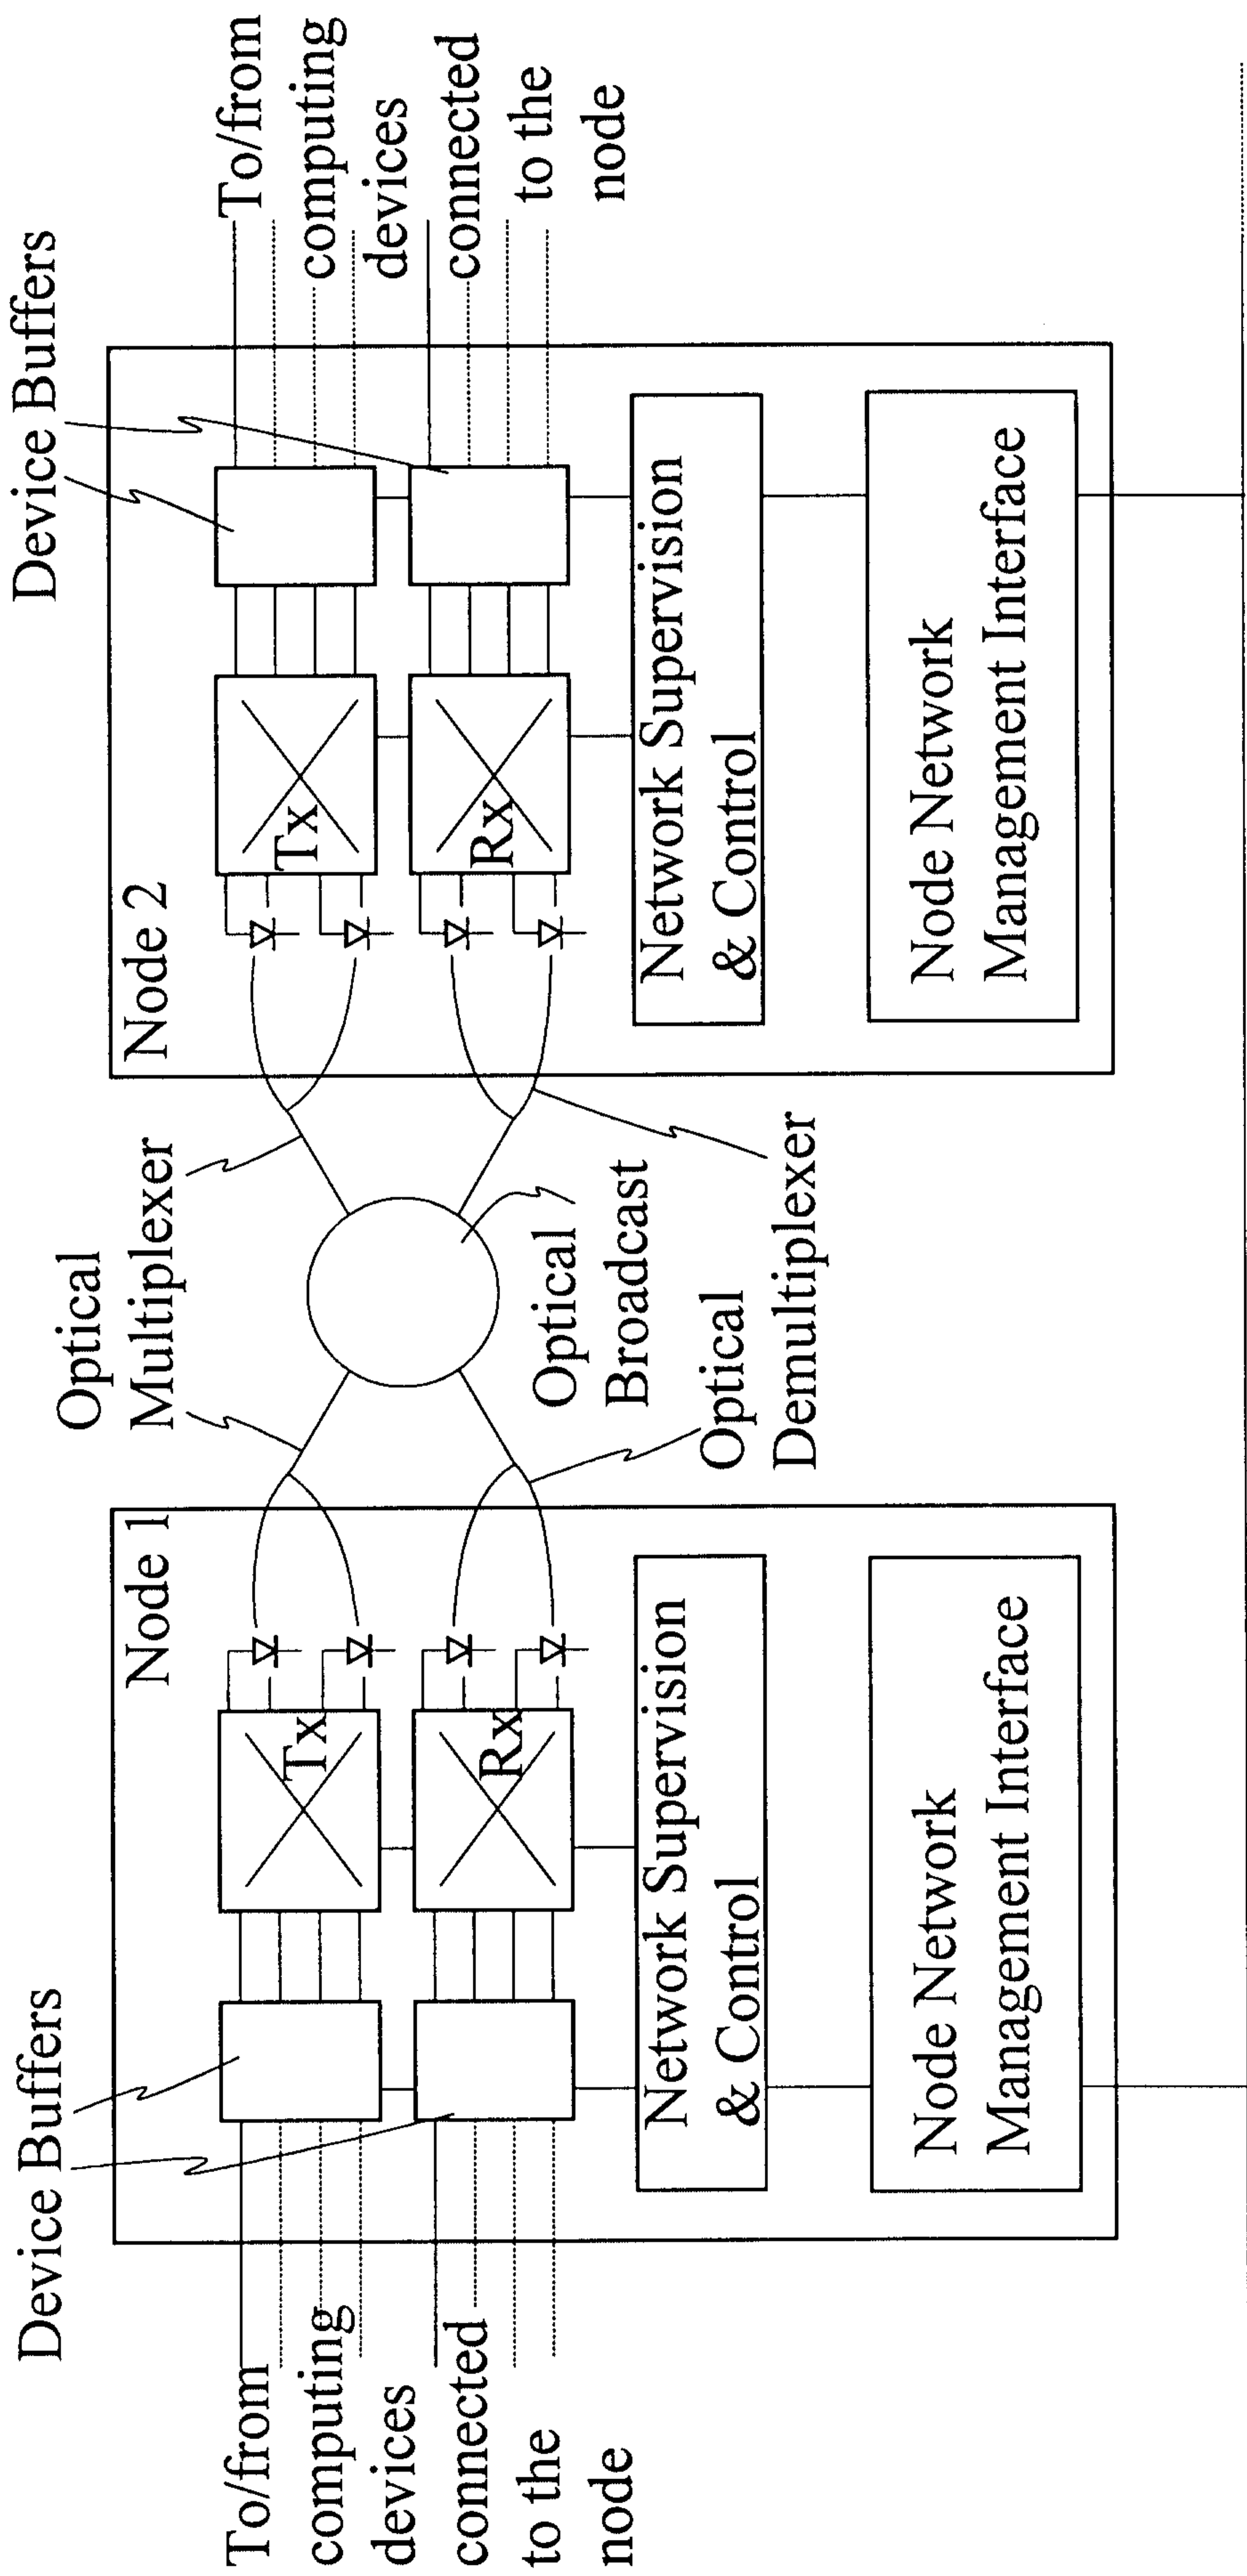 Device Buffers
Node 1
To/from
computing
devices
connected
to the
node
Tx
Rx
Network Supervision
& Control
Node Network
Management Interface
Optical
Multiplexer
Optical
Broadcast
Optical
Demultiplexer
Device Buffers
Node 2
Tx
Rx
To/from
computing
devices
connected
to the
node
Network Supervision
& Control
Node Network
Management Interface